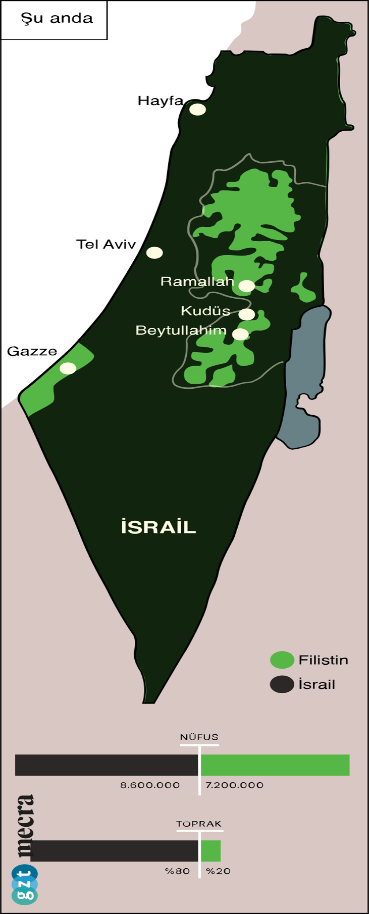 Şu anda
Hayfa
Tel Aviv
Ramallah
Kudüs
Beytullahim
Gazze
İSRAİL
Filistin
İsrail
NÜFUS
8.600.000 7.200.000
TOPRAK
%80 %20
gzt mecra